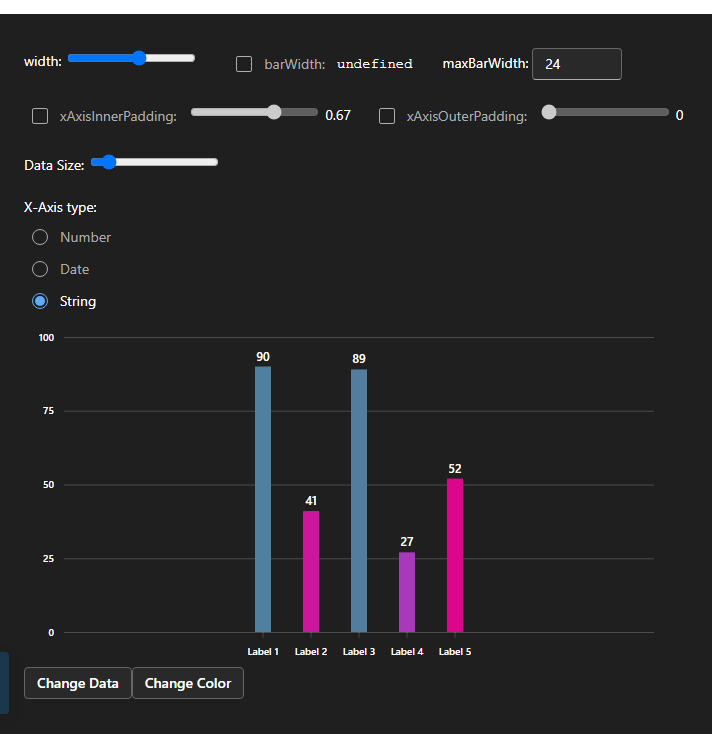 width: barWidth: undefined maxBarWidth: 24
xAxisInnerPadding: 0.67 xAxisOuterPadding: 0
Data Size:
X-Axis type:
Number
Date
String
100
90
89
75
52
50
41
27
25
0
Label 1 Label 2 Label 3 Label 4 Label 5
Change Data Change Color